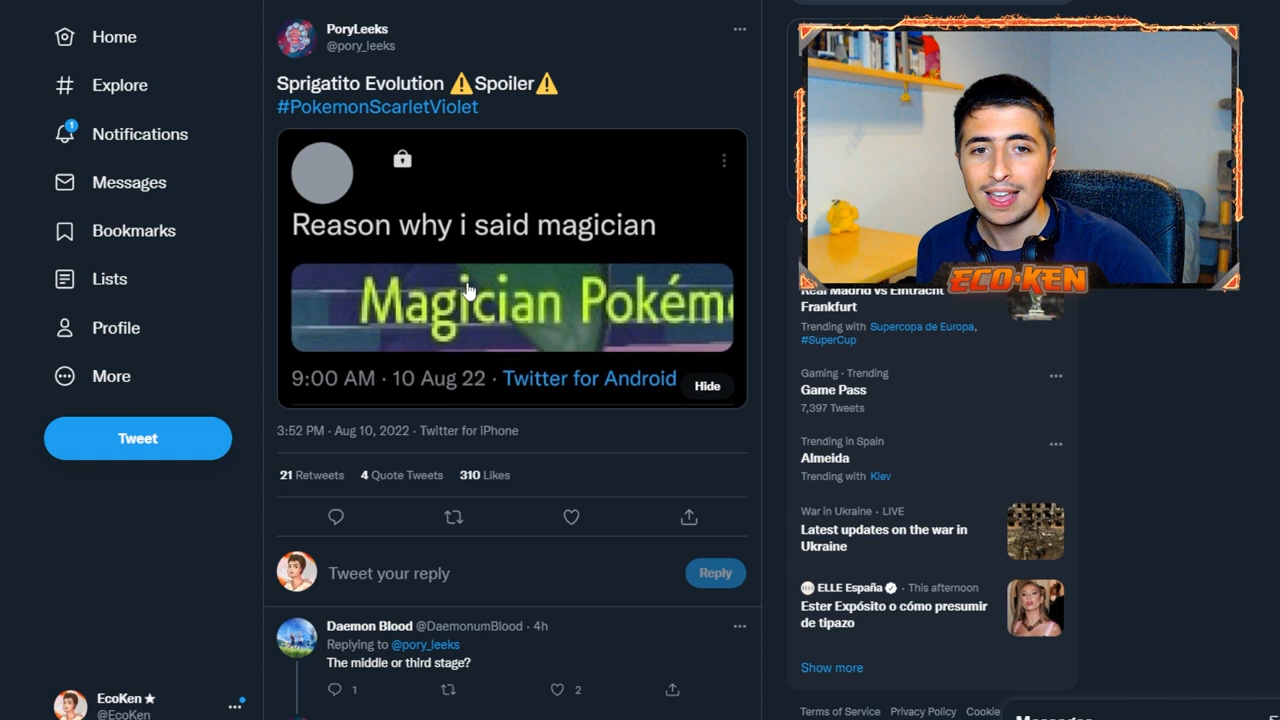 Home
Explore
1
Notifications
Messages
Bookmarks
Lists
Profile
More
Tweet
EcoKen ★
@EcoKen
PoryLeeks
@pory_leeks
Sprigatito Evolution ⚠️Spoiler⚠️
#PokemonScarletViolet
Reason why i said magician
Magician Pokém
9:00 AM · 10 Aug 22 · Twitter for Android
Hide
3:52 PM · Aug 10, 2022 · Twitter for iPhone
21 Retweets 4 Quote Tweets 310 Likes
Tweet your reply
Reply
Daemon Blood @DaemonumBlood · 4h
Replying to @pory_leeks
The middle or third stage?
1
2
ECO·KEN
Real Madrid vs Eintracht
Frankfurt
Trending with Supercopa de Europa,
#SuperCup
Gaming · Trending
Game Pass
7,397 Tweets
Trending in Spain
Almeida
Trending with Kiev
War in Ukraine · LIVE
Latest updates on the war in
Ukraine
ELLE España · This afternoon
Ester Expósito o cómo presumir
de tipazo
Show more
Terms of Service Privacy Policy Cookie
Messages